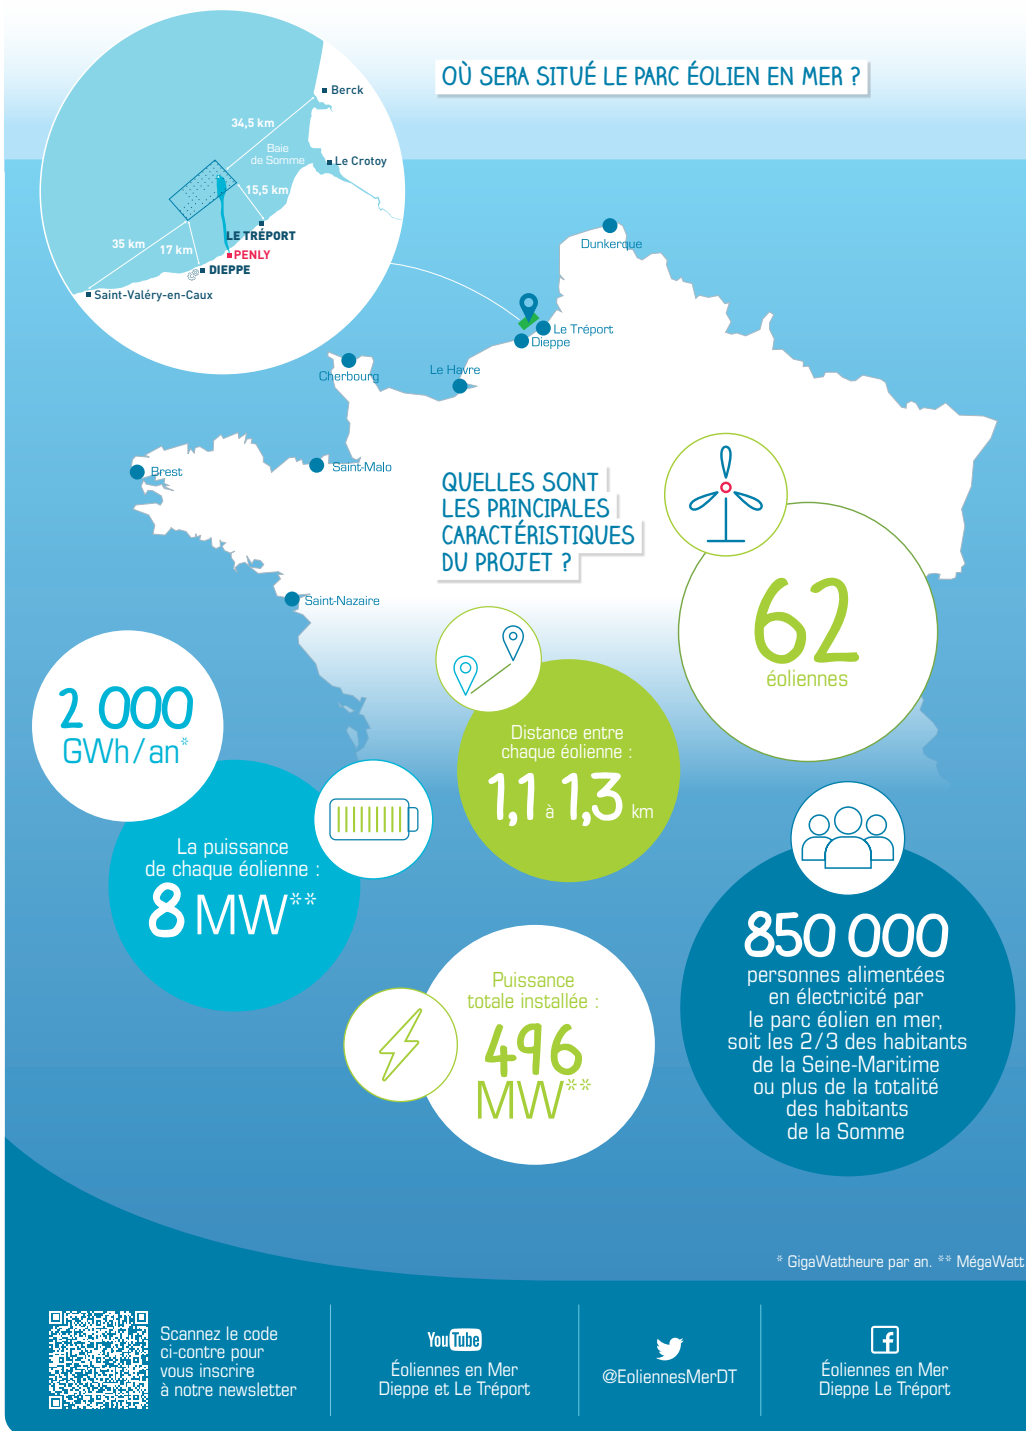 OÙ SERA SITUÉ LE PARC ÉOLIEN EN MER ?
Berck
34,5 km
Baie
de Somme
Le Crotoy
15,5 km
LE TRÉPORT
35 km
17 km
PENLY
DIEPPE
Saint-Valéry-en-Caux
Dunkerque
Le Tréport
Dieppe
Le Havre
Cherbourg
Brest
Saint-Malo
Saint-Nazaire
QUELLES SONT
LES PRINCIPALES
CARACTÉRISTIQUES
DU PROJET ?
62
éoliennes
2 000
GWh/an*
Distance entre
chaque éolienne :
1,1 à 1,3 km
La puissance
de chaque éolienne :
8 MW**
850 000
personnes alimentées
en électricité par
le parc éolien en mer,
soit les 2/3 des habitants
de la Seine-Maritime
ou plus de la totalité
des habitants
de la Somme
Puissance
totale installée :
496
MW**
* GigaWattheure par an. ** MégaWatt
Scannez le code
ci-contre pour
vous inscrire
à notre newsletter
YouTube
Éoliennes en Mer
Dieppe et Le Tréport
@EoliennesMerDT
Éoliennes en Mer
Dieppe Le Tréport